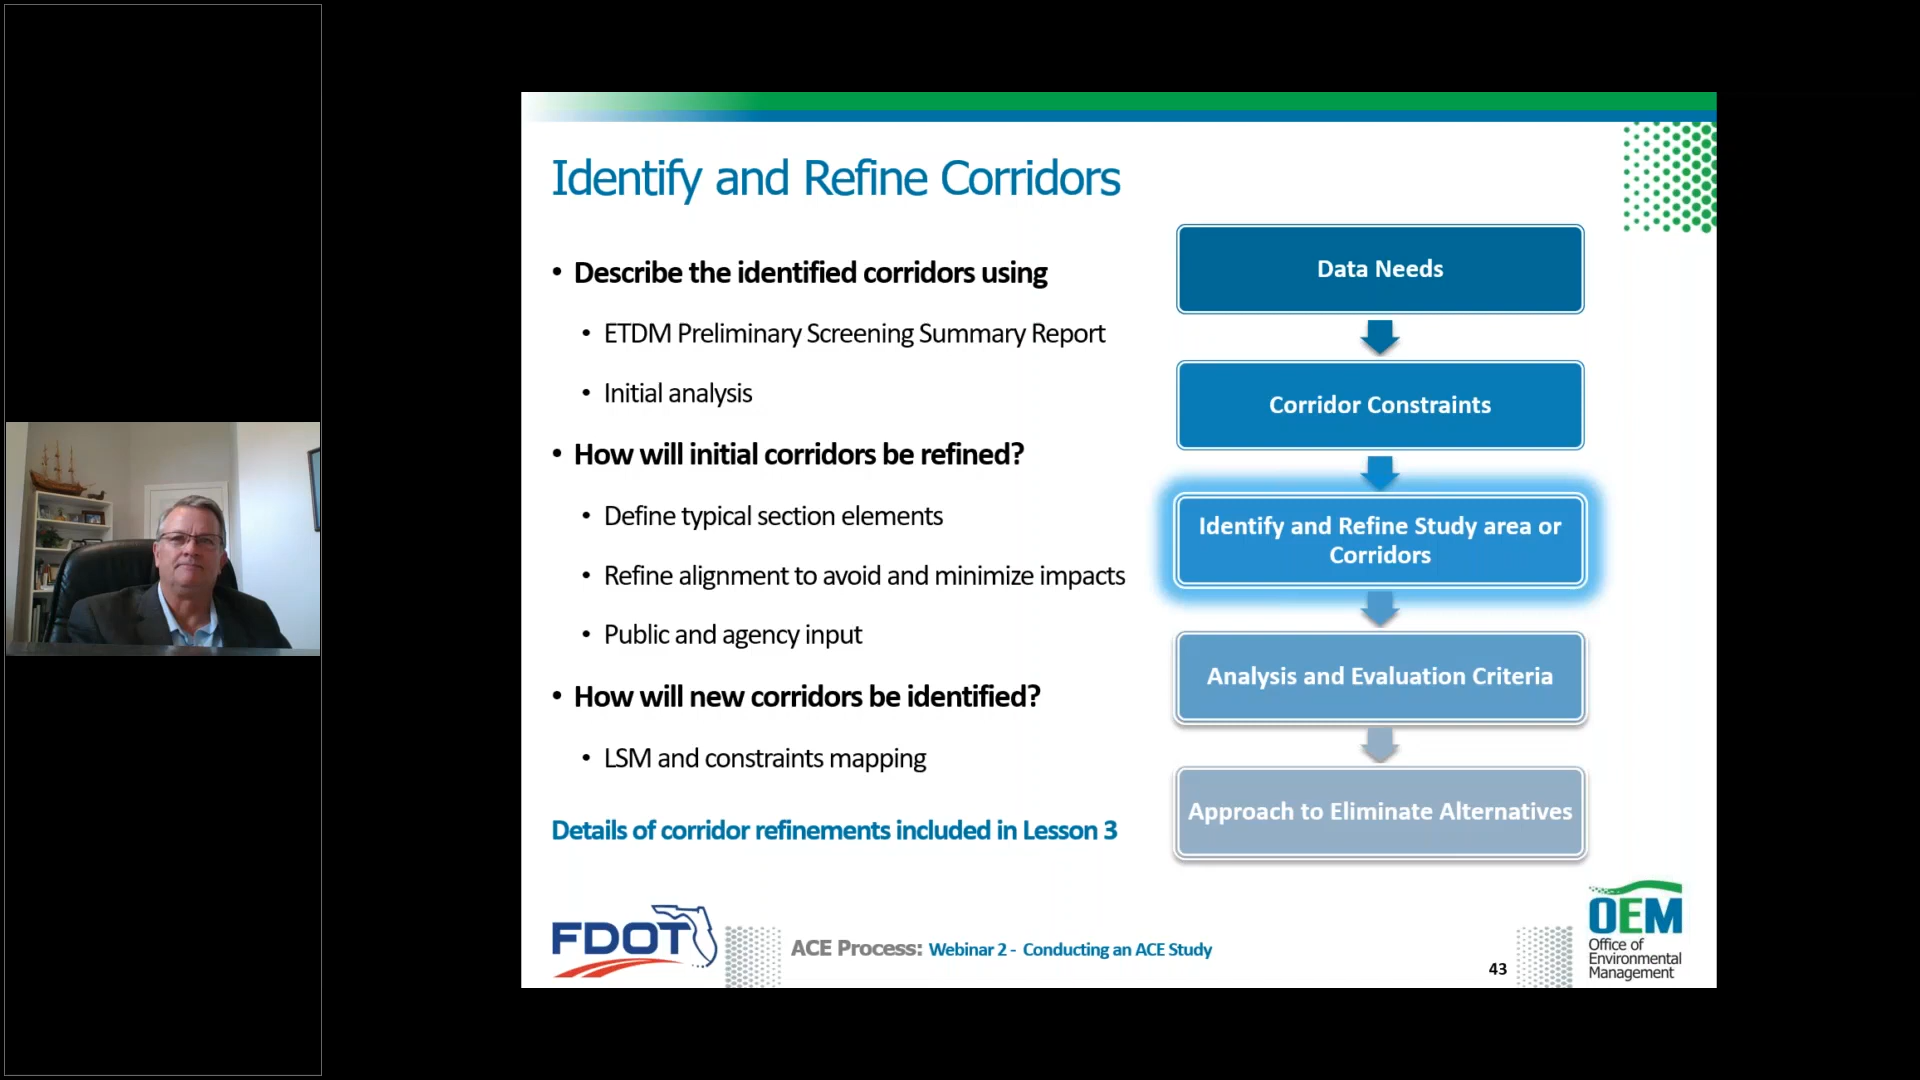 Identify and Refine Corridors
• Describe the identified corridors using
• ETDM Preliminary Screening Summary Report
• Initial analysis
• How will initial corridors be refined?
• Define typical section elements
• Refine alignment to avoid and minimize impacts
• Public and agency input
• How will new corridors be identified?
• LSM and constraints mapping
Details of corridor refinements included in Lesson 3
Data Needs
Corridor Constraints
Identify and Refine Study area or
Corridors
Analysis and Evaluation Criteria
Approach to Eliminate Alternatives
FDOT
ACE Process: Webinar 2 - Conducting an ACE Study
43
OEM
Office of
Environmental
Management